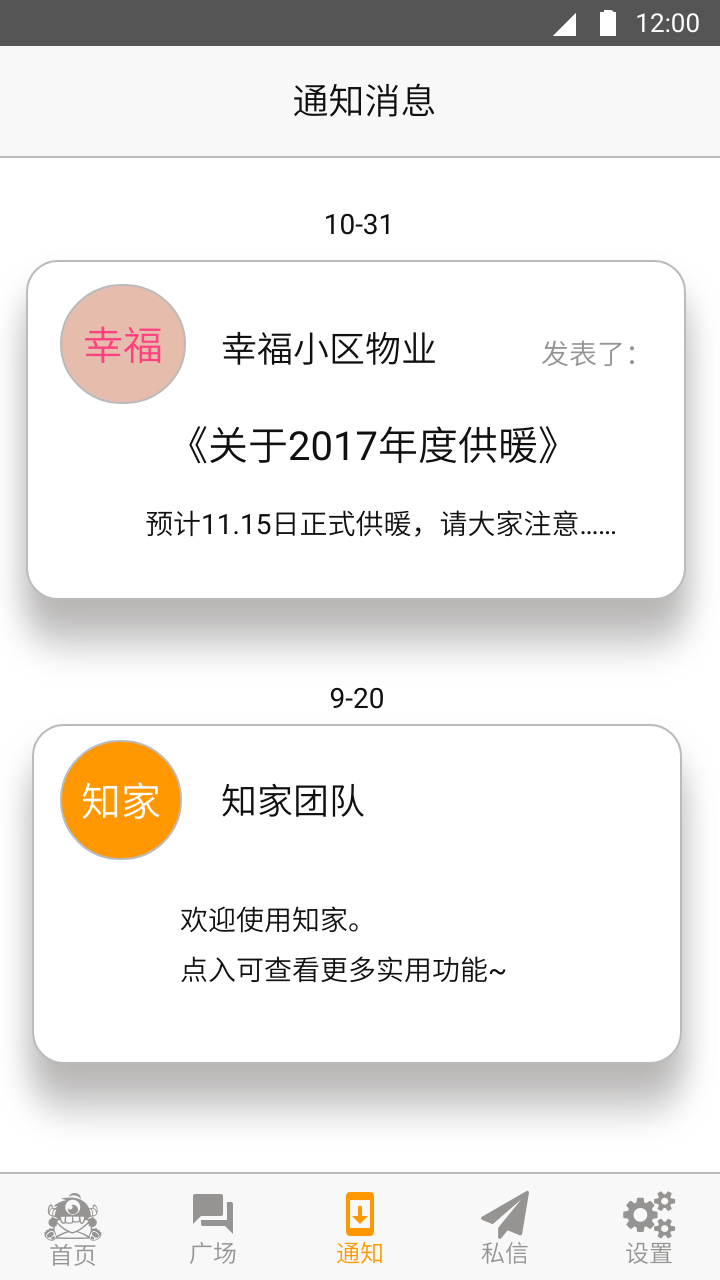 12:00
通知消息
10-31
幸福
幸福小区物业
发表了：
《关于2017年度供暖》
预计11.15日正式供暖，请大家注意......
9-20
知家
知家团队
欢迎使用知家。
点入可查看更多实用功能~
首页
广场
通知
私信
设置